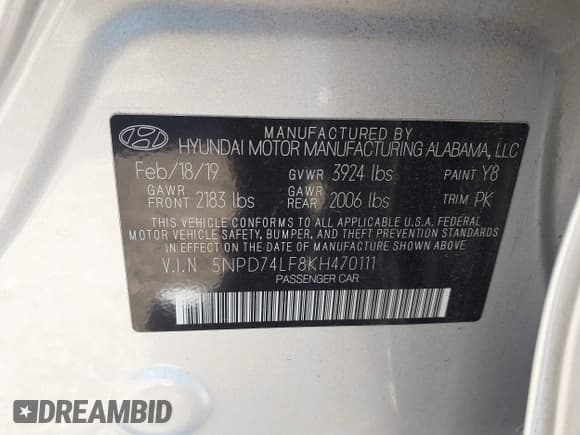 MANUFACTURED BY
HYUNDAI MOTOR MANUFACTURING ALABAMA, LLC
Feb/18/19 GVWR 3924 lbs PAINT Y8
GAWR FRONT 2183 lbs GAWR REAR 2006 lbs TRIM PK
THIS VEHICLE CONFORMS TO ALL APPLICABLE U.S.A. FEDERAL
MOTOR VEHICLE SAFETY, BUMPER, AND THEFT PREVENTION STANDARDS
IN EFFECT ON THE DATE OF MANUFACTURE SHOWN ABOVE.
V.I.N 5NPD74LF8KH470111
PASSENGER CAR
DREAMBID